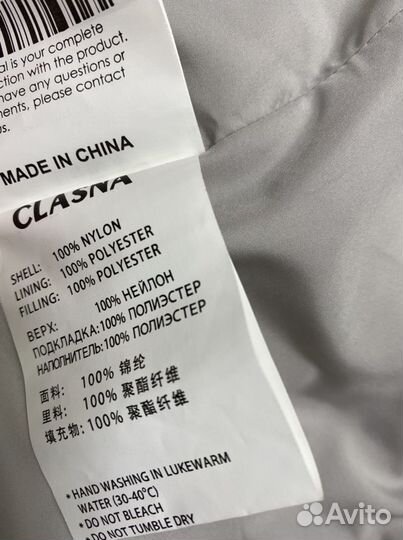 al is your complete
ction with the product.
have any questions or
ments, please contact
us.
MADE IN CHINA
CLASNA
SHELL: 100% NYLON
LINING: 100% POLYESTER
FILLING: 100% POLYESTER
ВЕРХ: 100% НЕЙЛОН
ПОДКЛАДКА: 100% ПОЛИЭСТЕР
НАПОЛНИТЕЛЬ: 100% ПОЛИЭСТЕР
面料: 100% 锦纶
里料: 100% 聚酯纤维
填充物: 100% 聚酯纤维
* HAND WASHING IN LUKEWARM
WATER (30-40°C)
* DO NOT BLEACH
* DO NOT TUMBLE DRY
Avito